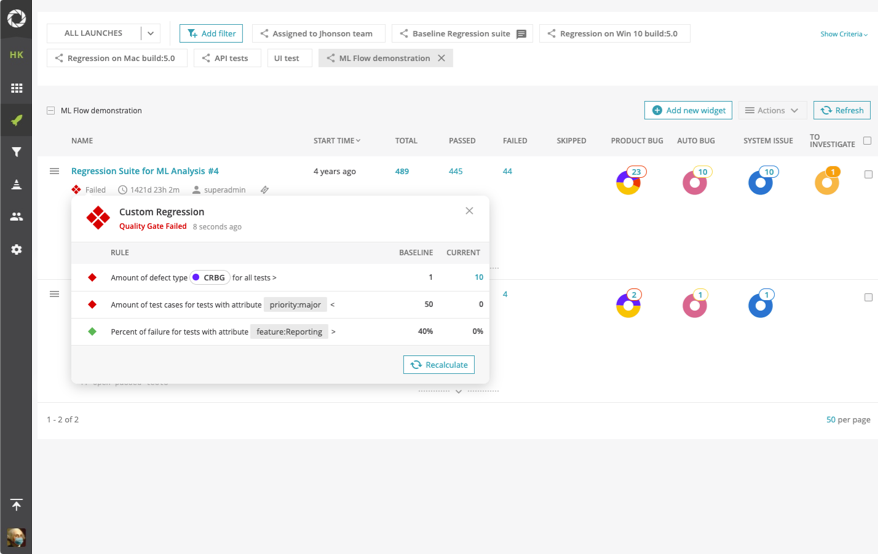 ALL LAUNCHES
Add filter
Assigned to Jhonson team
Baseline Regression suite
Regression on Win 10 build:5.0
Show Criteria
HK
Regression on Mac build:5.0
API tests
UI test
ML Flow demonstration
ML Flow demonstration
Add new widget
Actions
Refresh
NAME START TIME TOTAL PASSED FAILED SKIPPED PRODUCT BUG AUTO BUG SYSTEM ISSUE TO INVESTIGATE
Regression Suite for ML Analysis #4 4 years ago 489 445 44 23 10 10 1
Failed 1421d 23h 2m superadmin
Custom Regression
Quality Gate Failed 8 seconds ago
RULE BASELINE CURRENT
Amount of defect type CRBG for all tests > 1 10
Amount of test cases for tests with attribute priority:major < 50 0
Percent of failure for tests with attribute feature:Reporting > 40% 0%
Recalculate
4 2 1 1
1 - 2 of 2
50 per page